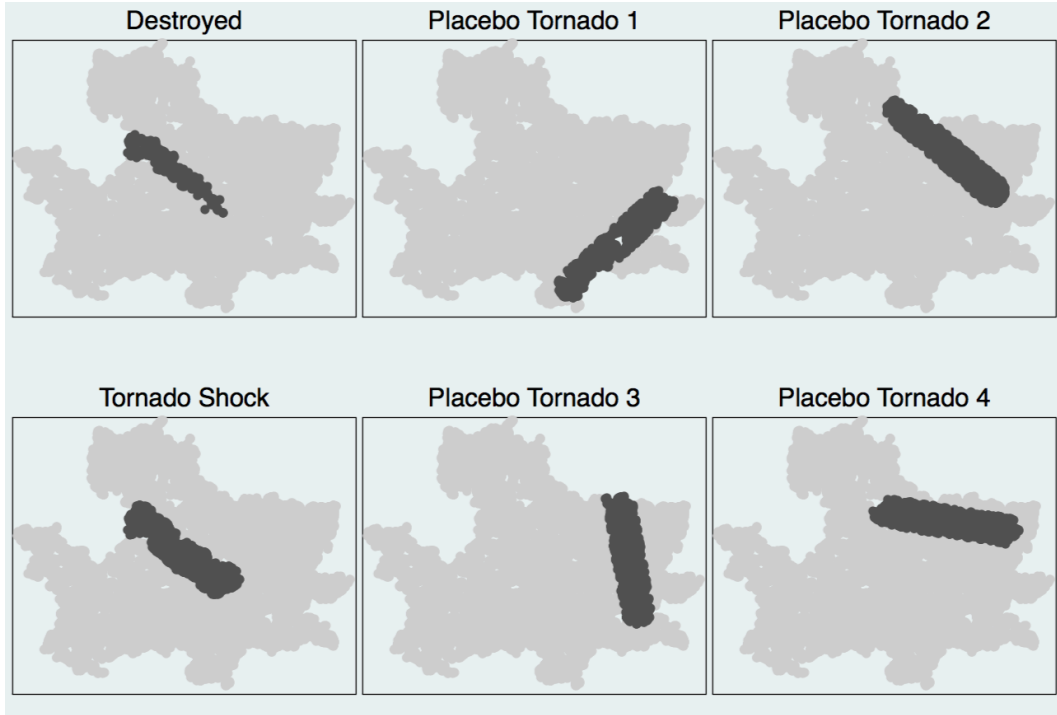 Destroyed
Placebo Tornado 1
Placebo Tornado 2
Tornado Shock
Placebo Tornado 3
Placebo Tornado 4